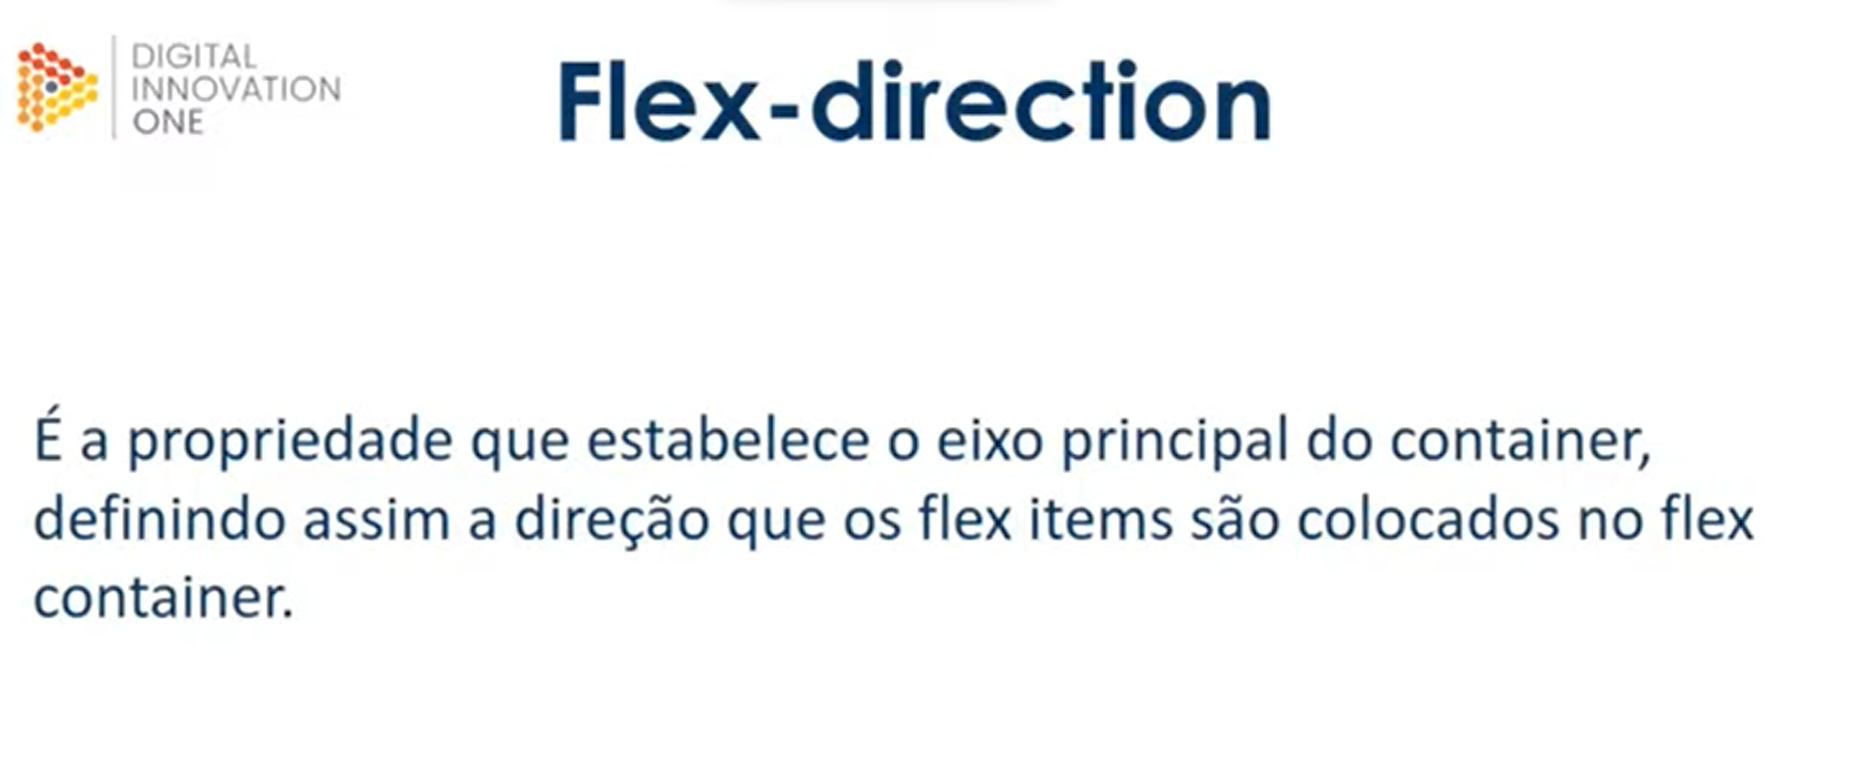 DIGITAL
INNOVATION
ONE
Flex-direction
É a propriedade que estabelece o eixo principal do container,
definindo assim a direção que os flex items são colocados no flex
container.